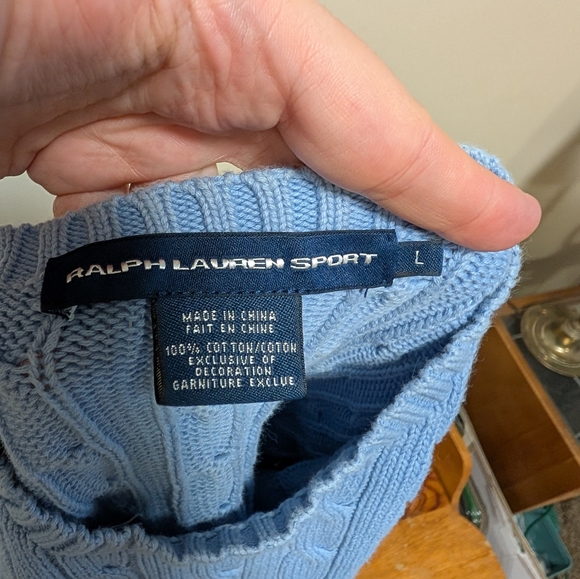 RALPH LAUREN SPORT
L
MADE IN CHINA
FAIT EN CHINE
100% COTTON/COTON
EXCLUSIVE OF
DECORATION
GARNITURE EXCLUE